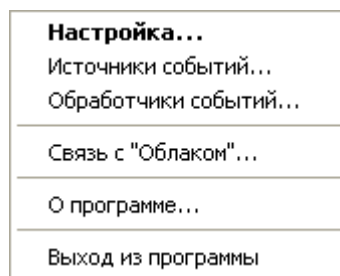 Настройка...
Источники событий...
Обработчики событий...
Связь с "Облаком"...
О программе...
Выход из программы